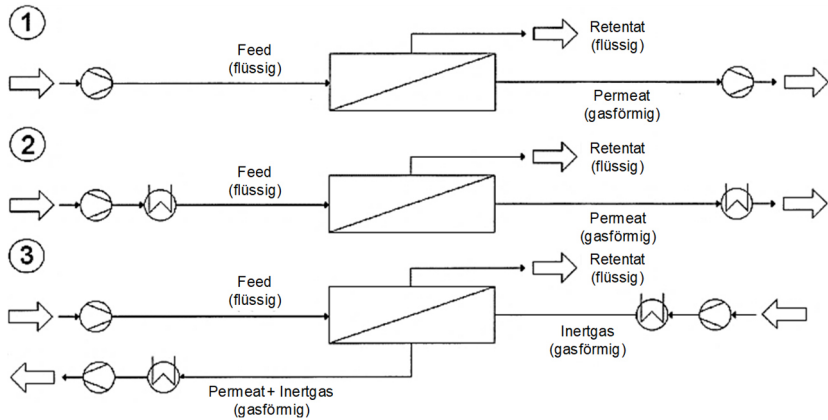 1
Feed
(flüssig)
Retentat
(flüssig)
Permeat
(gasförmig)
2
Feed
(flüssig)
Retentat
(flüssig)
Permeat
(gasförmig)
3
Feed
(flüssig)
Retentat
(flüssig)
Inertgas
(gasförmig)
Permeat + Inertgas
(gasförmig)